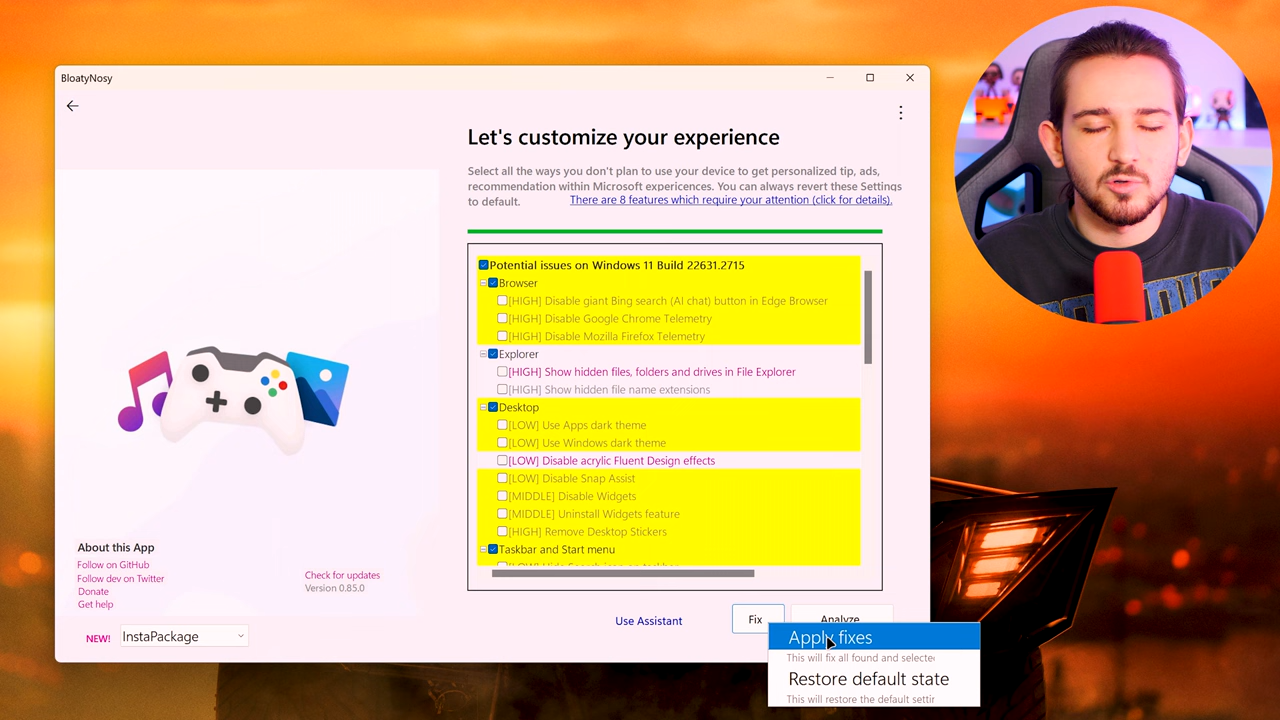 BloatyNosy
Let's customize your experience
Select all the ways you don't plan to use your device to get personalized tip, ads,
recommendation within Microsoft expericences. You can always revert these Settings
to default.
There are 8 features which require your attention (click for details).
Potential issues on Windows 11 Build 22631.2715
Browser
[HIGH] Disable giant Bing search (AI chat) button in Edge Browser
[HIGH] Disable Google Chrome Telemetry
[HIGH] Disable Mozilla Firefox Telemetry
Explorer
[HIGH] Show hidden files, folders and drives in File Explorer
[HIGH] Show hidden file name extensions
Desktop
[LOW] Use Apps dark theme
[LOW] Use Windows dark theme
[LOW] Disable acrylic Fluent Design effects
[LOW] Disable Snap Assist
[MIDDLE] Disable Widgets
[MIDDLE] Uninstall Widgets feature
[HIGH] Remove Desktop Stickers
Taskbar and Start menu
About this App
Follow on GitHub
Follow dev on Twitter
Donate
Get help
Check for updates
Version 0.85.0
NEW! InstaPackage
Use Assistant
Fix
Analyze
Apply fixes
This will fix all found and selecte
Restore default state
This will restore the default settir